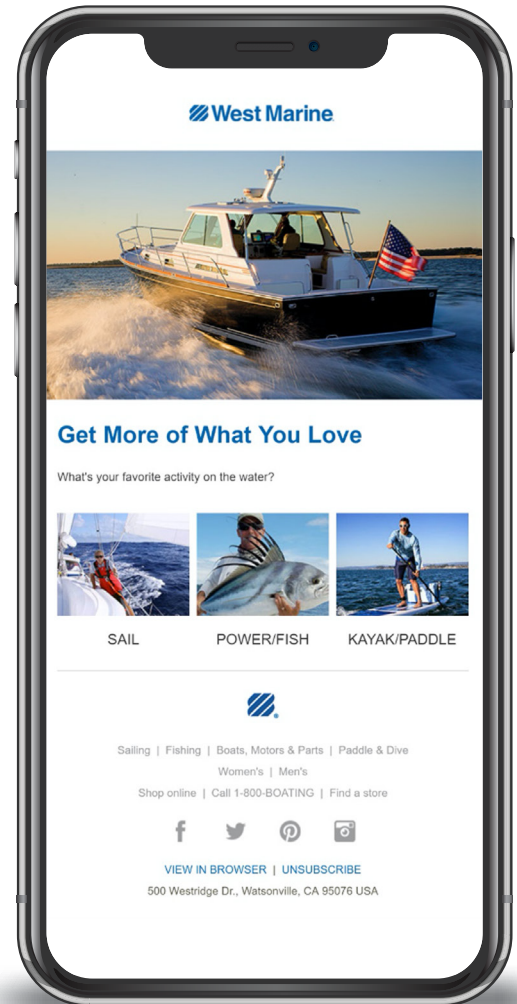 West Marine
Get More of What You Love
What's your favorite activity on the water?
SAIL
POWER/FISH
KAYAK/PADDLE
Sailing | Fishing | Boats, Motors & Parts | Paddle & Dive
Women's | Men's
Shop online | Call 1-800-BOATING | Find a store
VIEW IN BROWSER | UNSUBSCRIBE
500 Westridge Dr., Watsonville, CA 95076 USA